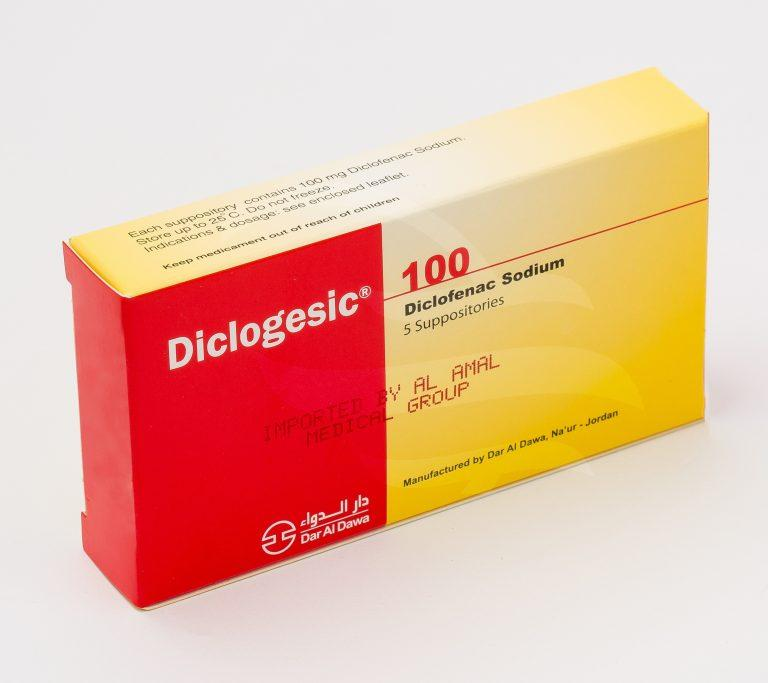 Each suppository contains 100 mg Diclofenac Sodium.
Store up to 25 C. Do not freeze.
Indications & dosage: see enclosed leaflet.
Keep medicament out of reach of children
Diclogesic®
100
Diclofenac Sodium
5 Suppositories
IMPORTED BY AL AMAL
MEDICAL GROUP
Manufactured by Dar Al Dawa, Na'ur - Jordan
دار الـدواء
Dar Al Dawa